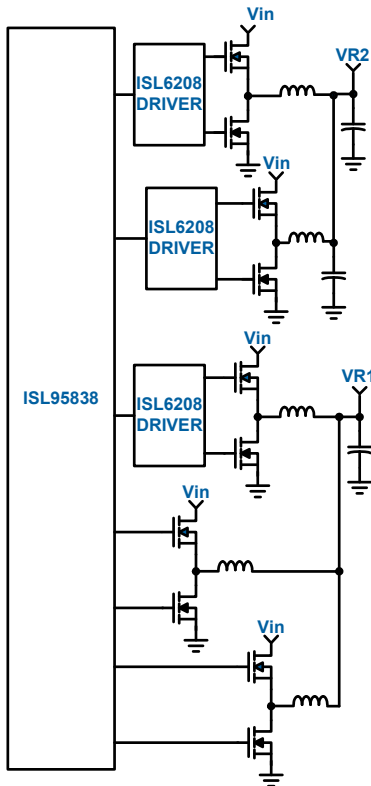 Vin
ISL6208
DRIVER
VR2
Vin
ISL6208
DRIVER
Vin
ISL6208
DRIVER
VR1
ISL95838
Vin
Vin